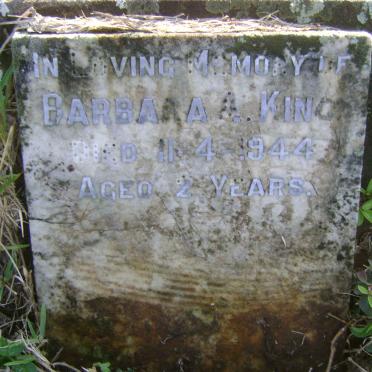 In Loving Memory of
Barbara A. King
Died 11-4-1944
Aged 2 Years.